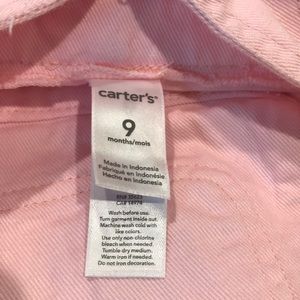 carter's®
9
months/mois
Made in Indonesia
Fabriqué en Indonésie
Hecho en Indonesia
Wash before use.
Turn garment inside out.
Machine wash cold with
like colors.
Use only non-chlorine
bleach when needed.
Tumble dry medium.
Warm iron if needed.
Do not iron decoration.